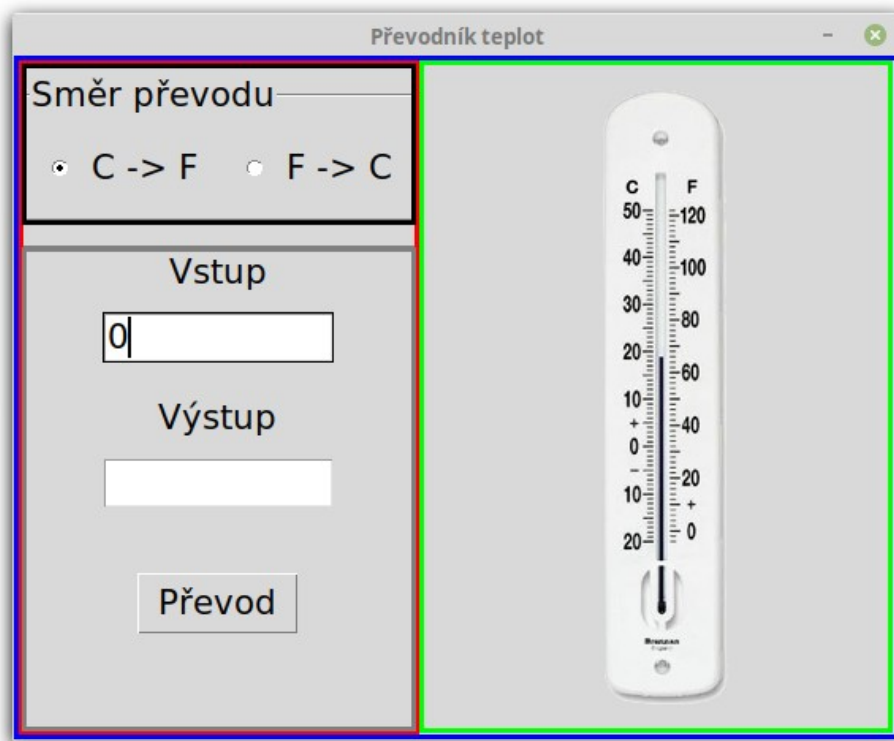 Převodník teplot
Směr převodu
C -> F F -> C
Vstup
0
Výstup
Převod
C F
50 120
40 100
30 80
20 60
10 40
+
0
- 20
10 +
20 0
Brennan